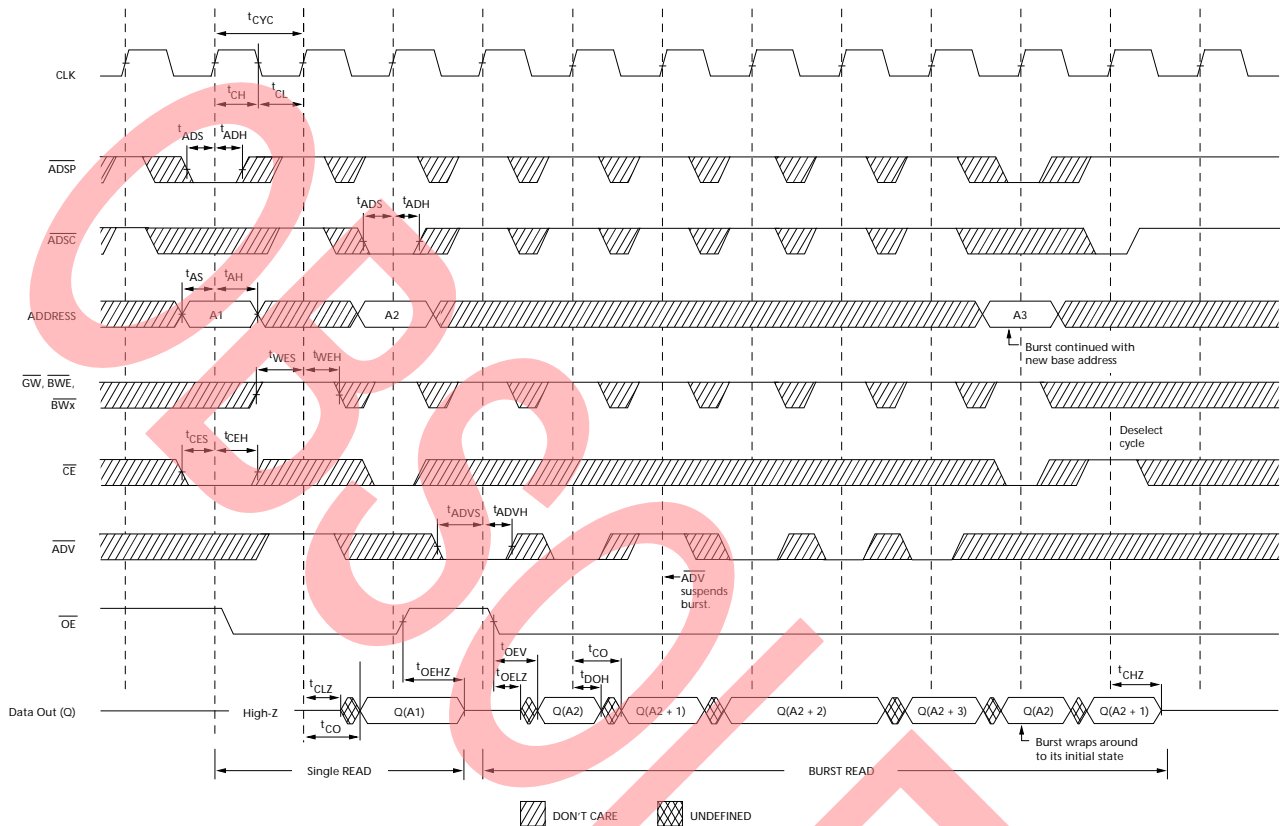 tCYC
CLK
tCH
tCL
tADS
tADH
ADSP
tADS
tADH
ADSC
tAS
tAH
ADDRESS
A1
A2
A3
Burst continued with
new base address
tWES
tWEH
GW, BWE,
BWx
tCES
tCEH
Deselect
cycle
CE
tADVS
tADVH
ADV
ADV
suspends
burst.
OE
tOEHZ
tOEV
tOELZ
tCO
tDOH
tCLZ
tCO
tCHZ
Data Out (Q)
High-Z
Q(A1)
Q(A2)
Q(A2 + 1)
Q(A2 + 2)
Q(A2 + 3)
Q(A2)
Q(A2 + 1)
Burst wraps around
to its initial state
Single READ
BURST READ
DON'T CARE
UNDEFINED
OBSOL